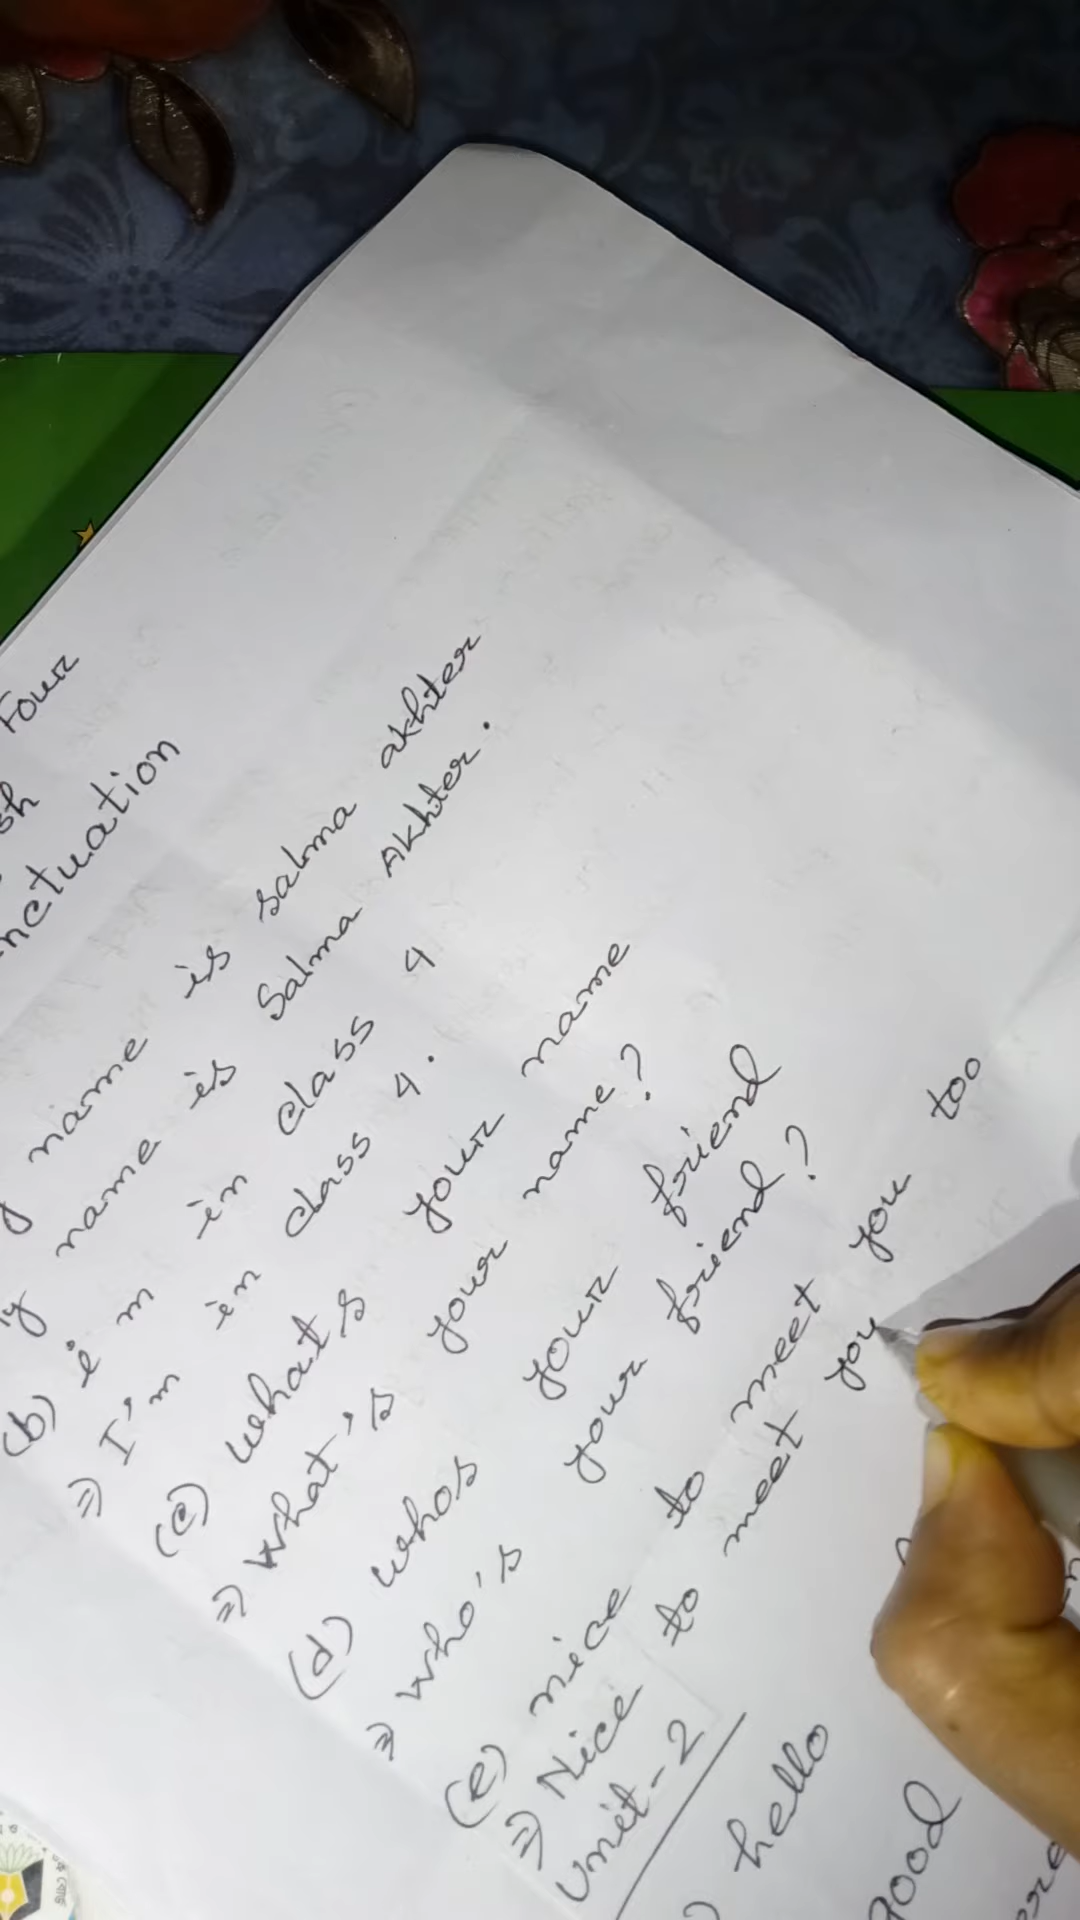 Four
nctuation
name is salma akhter
name is Salma Akhter.
(b) i m in class 4
⇒ I'm in class 4.
(c) whats your name
⇒ What's your name?
(d) whos your friend
⇒ Who's your friend?
(e) nice to meet you too
⇒ Nice to meet you
Unit-2
hello
good